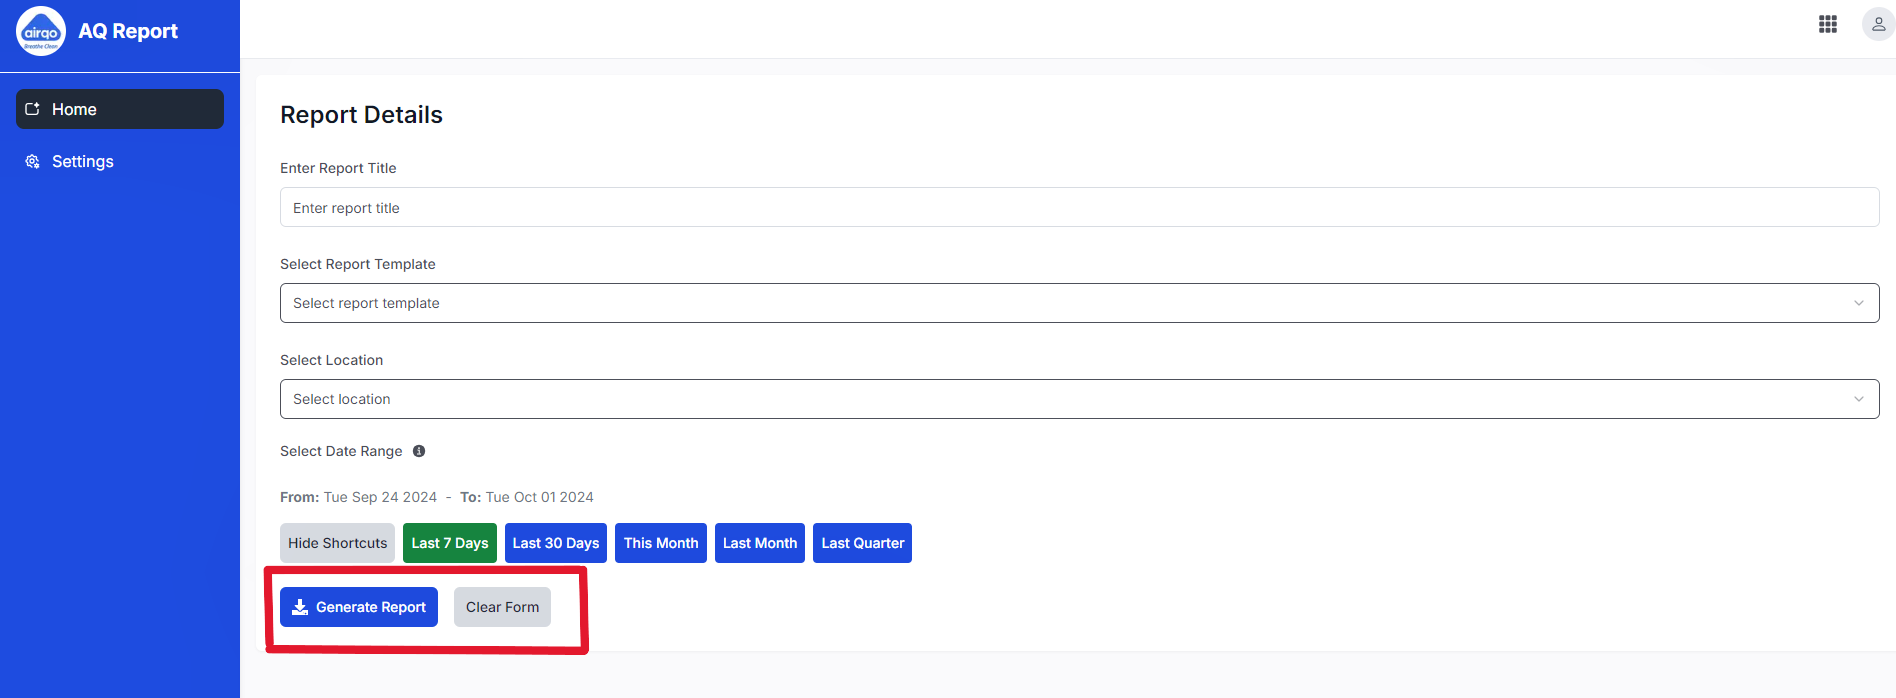 airqo
Breathe Clean
AQ Report
Home
Settings
Report Details
Enter Report Title
Enter report title
Select Report Template
Select report template
Select Location
Select location
Select Date Range
From: Tue Sep 24 2024 - To: Tue Oct 01 2024
Hide Shortcuts Last 7 Days Last 30 Days This Month Last Month Last Quarter
Generate Report Clear Form